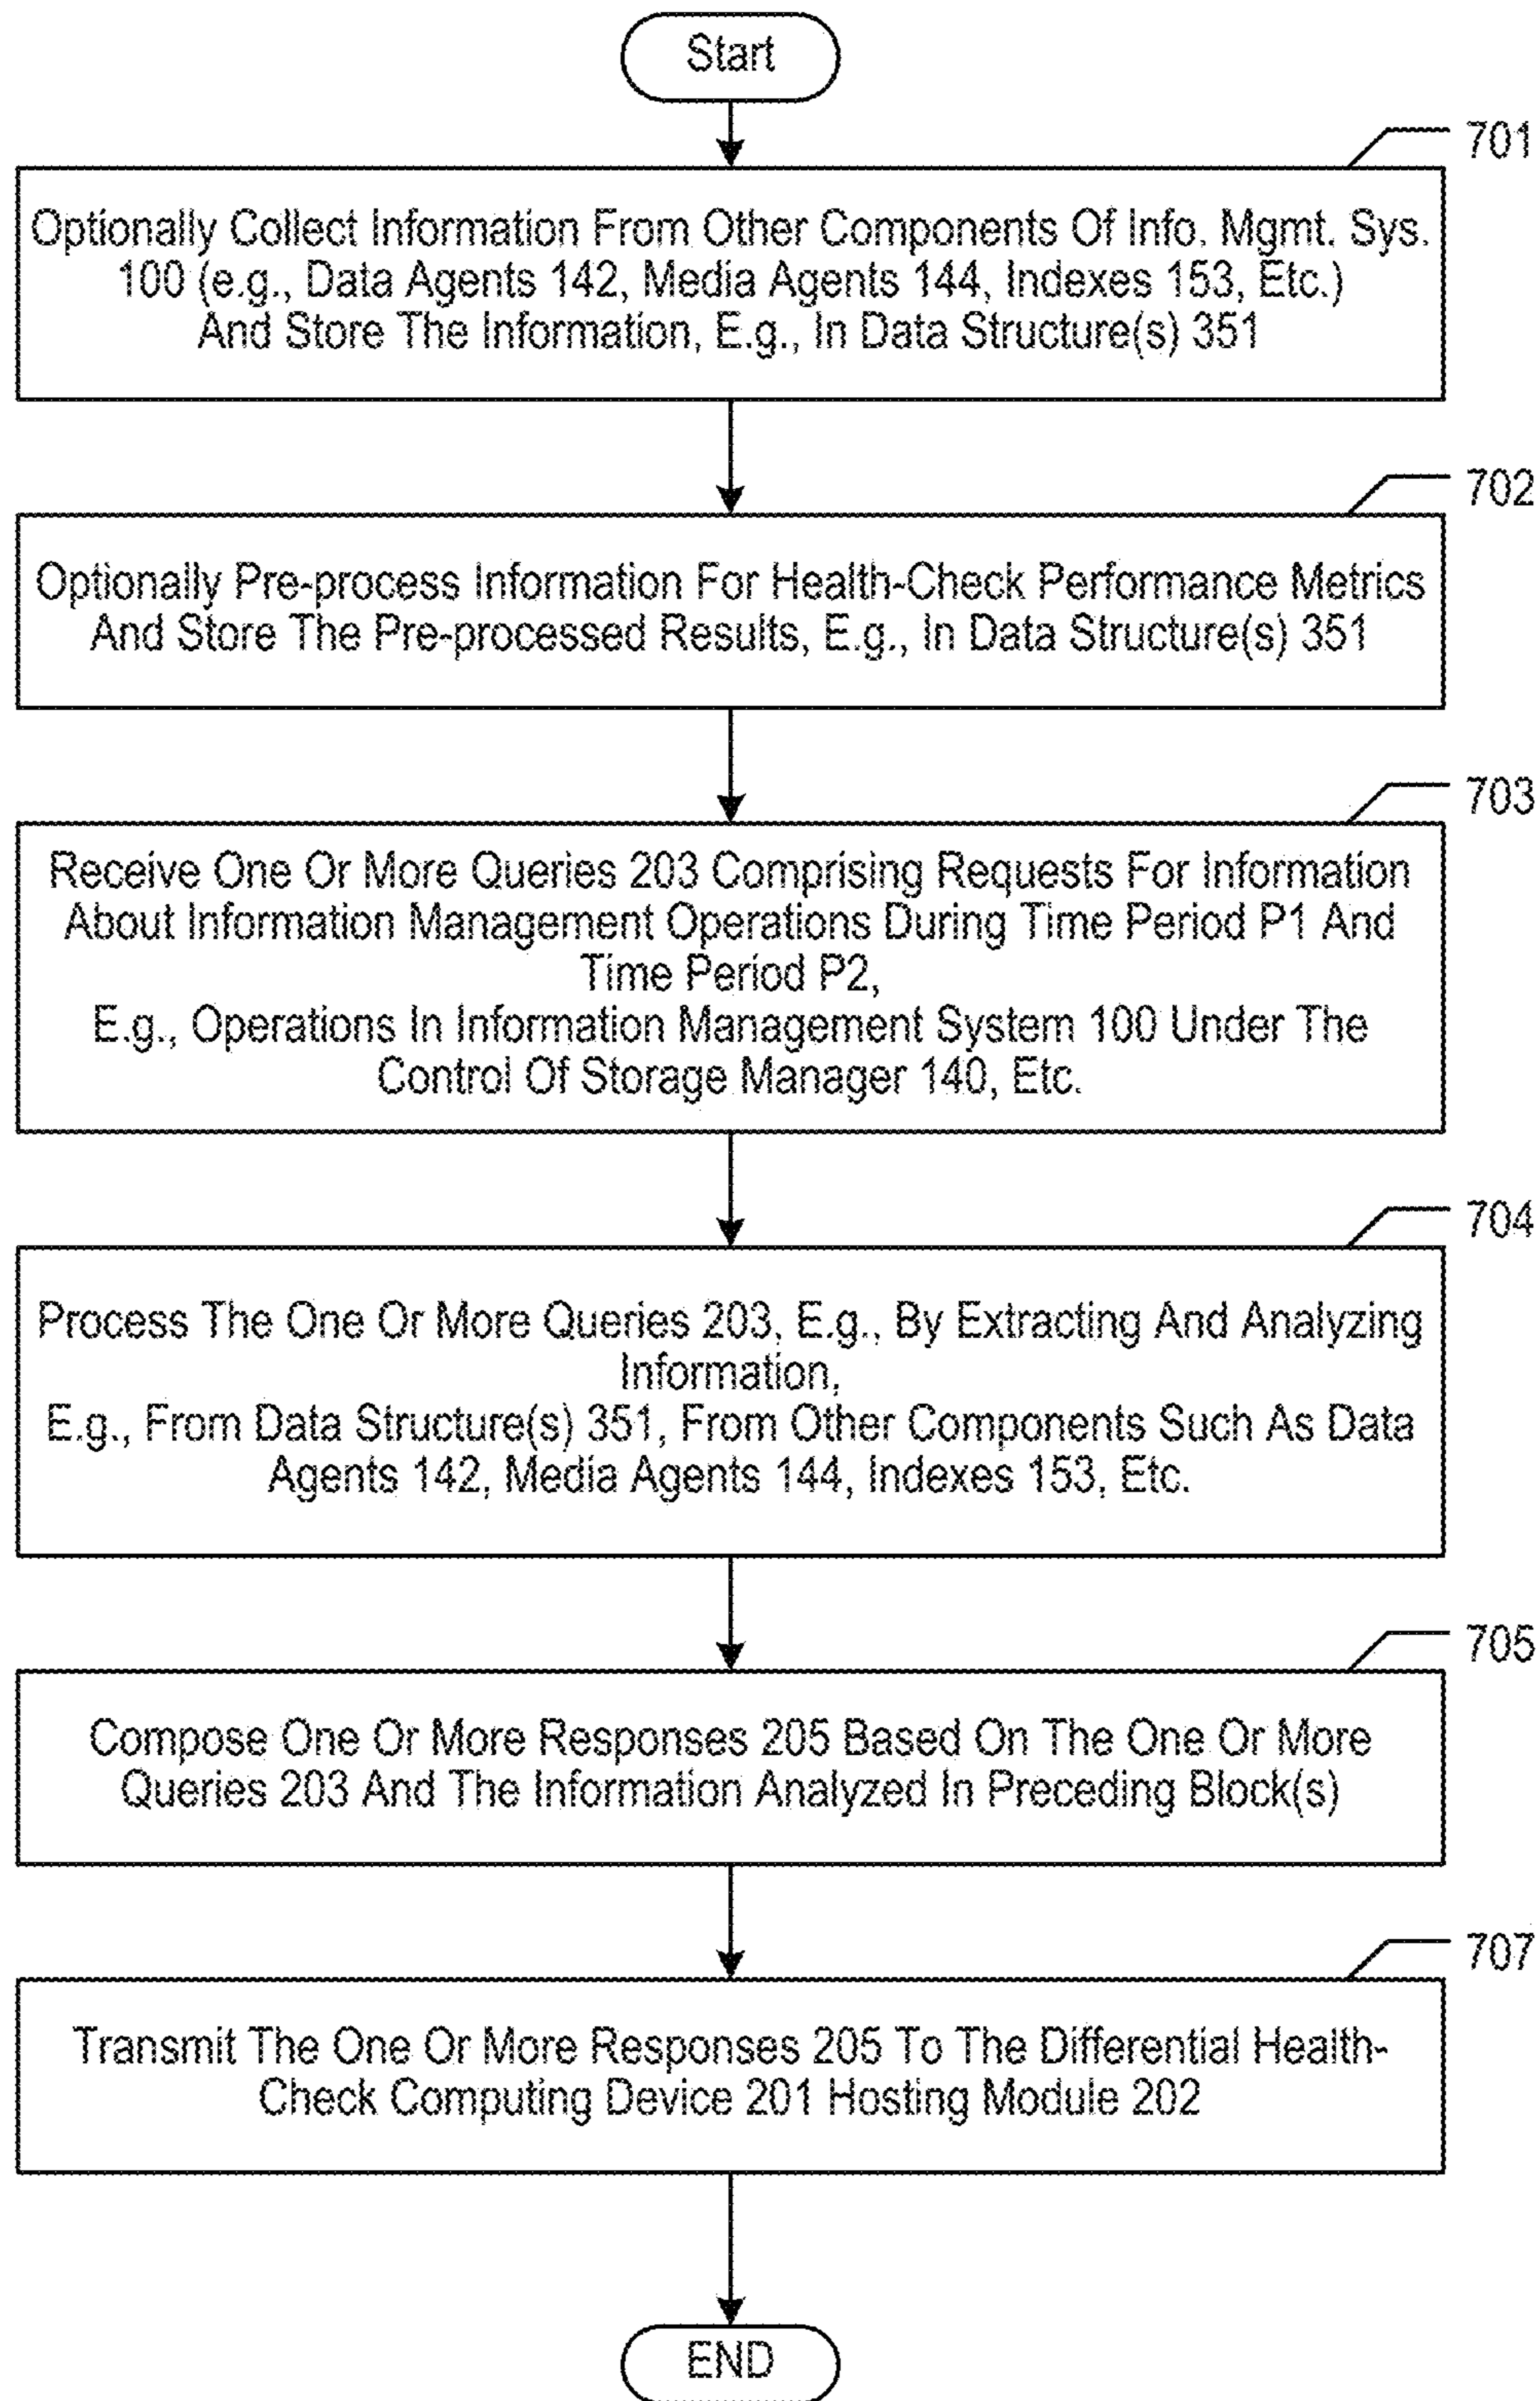 Start
701
Optionally Collect Information From Other Components Of Info. Mgmt. Sys.
100 (e.g., Data Agents 142, Media Agents 144, Indexes 153, Etc.)
And Store The Information, E.g., In Data Structure(s) 351
702
Optionally Pre-process Information For Health-Check Performance Metrics
And Store The Pre-processed Results, E.g., In Data Structure(s) 351
703
Receive One Or More Queries 203 Comprising Requests For Information
About Information Management Operations During Time Period P1 And
Time Period P2,
E.g., Operations In Information Management System 100 Under The
Control Of Storage Manager 140, Etc.
704
Process The One Or More Queries 203, E.g., By Extracting And Analyzing
Information,
E.g., From Data Structure(s) 351, From Other Components Such As Data
Agents 142, Media Agents 144, Indexes 153, Etc.
705
Compose One Or More Responses 205 Based On The One Or More
Queries 203 And The Information Analyzed In Preceding Block(s)
707
Transmit The One Or More Responses 205 To The Differential Health-
Check Computing Device 201 Hosting Module 202
END